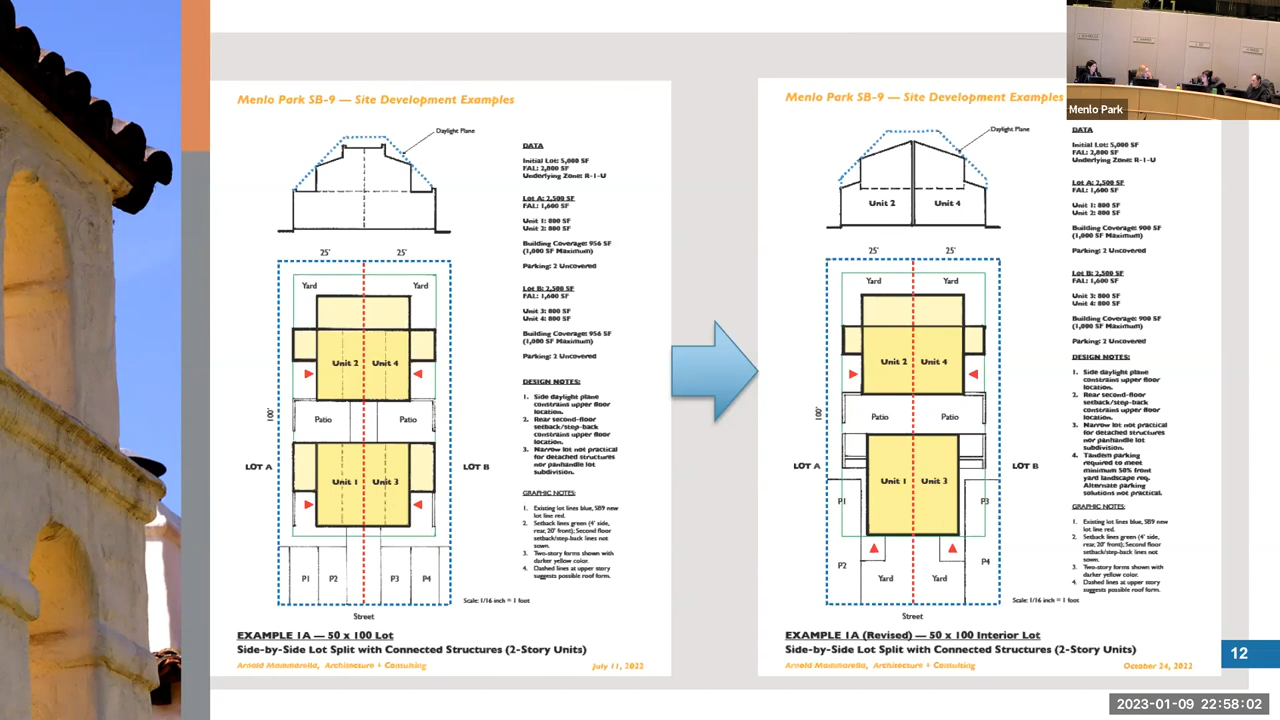 Menlo Park SB-9 — Site Development Examples
Daylight Plane
DATA
Initial Lot: 5,000 SF
FAL: 2,800 SF
Underlying Zone: R-1-U
Lot A: 2,500 SF
FAL: 1,600 SF
Unit 1: 800 SF
Unit 2: 800 SF
Building Coverage: 956 SF
(1,000 SF Maximum)
Parking: 2 Uncovered
Lot B: 2,500 SF
FAL: 1,600 SF
Unit 3: 800 SF
Unit 4: 800 SF
Building Coverage: 956 SF
(1,000 SF Maximum)
Parking: 2 Uncovered
DESIGN NOTES:
1. Side daylight plane
constrains upper floor
location.
2. Rear second-floor
setback/step-back
constrains upper floor
location.
3. Narrow lot not practical
for detached structures
nor panhandle lot
subdivision.
GRAPHIC NOTES:
1. Existing lot lines blue, SB9 new
lot line red.
2. Setback lines green (4' side,
rear, 20' front); Second floor
setback/step-back lines not
sown.
3. Two-story forms shown with
darker yellow color.
4. Dashed lines at upper story
suggests possible roof form.
Scale: 1/16 inch = 1 foot
25' 25'
Yard Yard
Unit 2 Unit 4
100'
Patio Patio
LOT A LOT B
Unit 1 Unit 3
P1 P2 P3 P4
Street
EXAMPLE 1A — 50 x 100 Lot
Side-by-Side Lot Split with Connected Structures (2-Story Units)
Arnold Mammarella, Architecture + Consulting July 11, 2022
Menlo Park SB-9 — Site Development Examples
Daylight Plane
Unit 2 Unit 4
DATA
Initial Lot: 5,000 SF
FAL: 2,800 SF
Underlying Zone: R-1-U
Lot A: 2,500 SF
FAL: 1,600 SF
Unit 1: 800 SF
Unit 2: 800 SF
Building Coverage: 900 SF
(1,000 SF Maximum)
Parking: 2 Uncovered
Lot B: 2,500 SF
FAL: 1,600 SF
Unit 3: 800 SF
Unit 4: 800 SF
Building Coverage: 900 SF
(1,000 SF Maximum)
Parking: 2 Uncovered
DESIGN NOTES:
1. Side daylight plane
constrains upper floor
location.
2. Rear second-floor
setback/step-back
constrains upper floor
location.
3. Narrow lot not practical
for detached structures
nor panhandle lot
subdivision.
4. Tandem parking
required to meet
minimum 50% front
yard landscape req.
Alternate parking
solutions not practical.
GRAPHIC NOTES:
1. Existing lot lines blue, SB9 new
lot line red.
2. Setback lines green (4' side,
rear, 20' front); Second floor
setback/step-back lines not
sown.
3. Two-story forms shown with
darker yellow color.
4. Dashed lines at upper story
suggests possible roof form.
Scale: 1/16 inch = 1 foot
25' 25'
Yard Yard
Unit 2 Unit 4
100'
Patio Patio
LOT A LOT B
Unit 1 Unit 3
P1 P3
P2 P4
Yard Yard
Street
EXAMPLE 1A (Revised) — 50 x 100 Interior Lot
Side-by-Side Lot Split with Connected Structures (2-Story Units)
Arnold Mammarella, Architecture + Consulting October 24, 2022
Menlo Park
12
2023-01-09 22:58:02